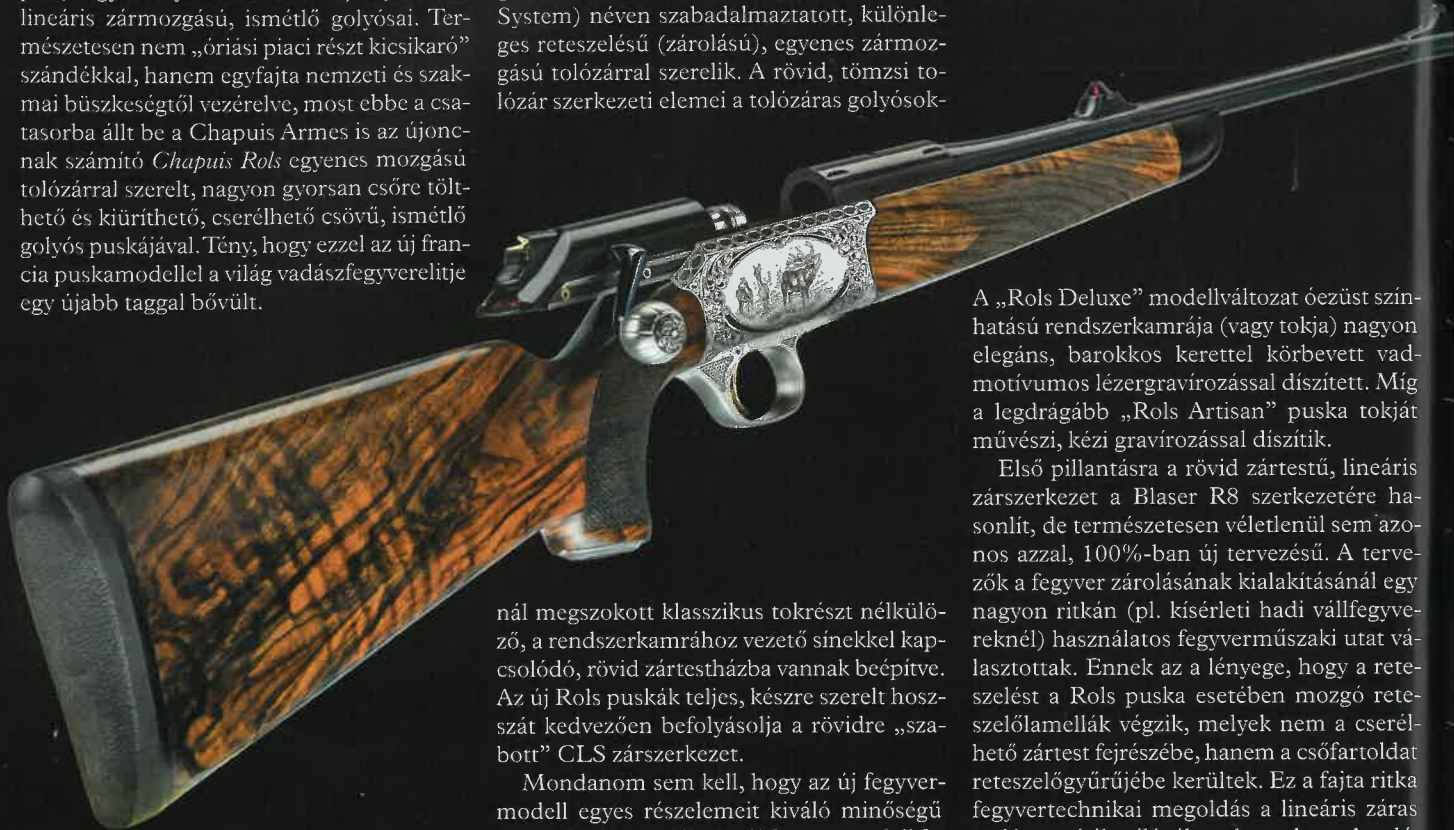 lineáris zármozgású, ismétlő golyósai. Ter-
mészetesen nem „óriási piaci részt kicsikaró”
szándékkal, hanem egyfajta nemzeti és szak-
mai büszkeségtől vezérelve, most ebbe a csa-
tasorba állt be a Chapuis Armes is az újonc-
nak számító Chapuis Rols egyenes mozgású
tolózárral szerelt, nagyon gyorsan csőre tölt-
hető és kiüríthető, cserélhető csövű, ismétlő
golyós puskájával. Tény, hogy ezzel az új fran-
cia puskamodellel a világ vadászfegyverelitje
egy újabb taggal bővült.
System) néven szabadalmaztatott, különle-
ges reteszelésű (zárolású), egyenes zármoz-
gású tolózárral szerelik. A rövid, tömzsi to-
lózár szerkezeti elemei a tolózáras golyósok-
nál megszokott klasszikus tokrészt nélkülö-
ző, a rendszerkamrához vezető sínekkel kap-
csolódó, rövid zártestházba vannak beépítve.
Az új Rols puskák teljes, készre szerelt hosz-
szát kedvezően befolyásolja a rövidre „sza-
bott” CLS zárszerkezet.
Mondanom sem kell, hogy az új fegyver-
modell egyes részelemeit kiváló minőségű
A „Rols Deluxe” modellváltozat óezüst szín-
hatású rendszerkamrája (vagy tokja) nagyon
elegáns, barokkos kerettel körbevett vad-
motívumos lézergravírozással díszített. Míg
a legdrágább „Rols Artisan” puska tokját
művészi, kézi gravírozással díszítik.
Első pillantásra a rövid zártestű, lineáris
zárszerkezet a Blaser R8 szerkezetére ha-
sonlít, de természetesen véletlenül sem azo-
nos azzal, 100%-ban új tervezésű. A terve-
zők a fegyver zárolásának kialakításánál egy
nagyon ritkán (pl. kísérleti hadi vállfegyve-
reknél) használatos fegyverműszaki utat vá-
lasztottak. Ennek az a lényege, hogy a rete-
szelést a Rols puska esetében mozgó rete-
szelőlamellák végzik, melyek nem a cserél-
hető zártest fejrészébe, hanem a csőfartoldat
reteszelőgyűrűjébe kerültek. Ez a fajta ritka
fegyvertechnikai megoldás a lineáris záras